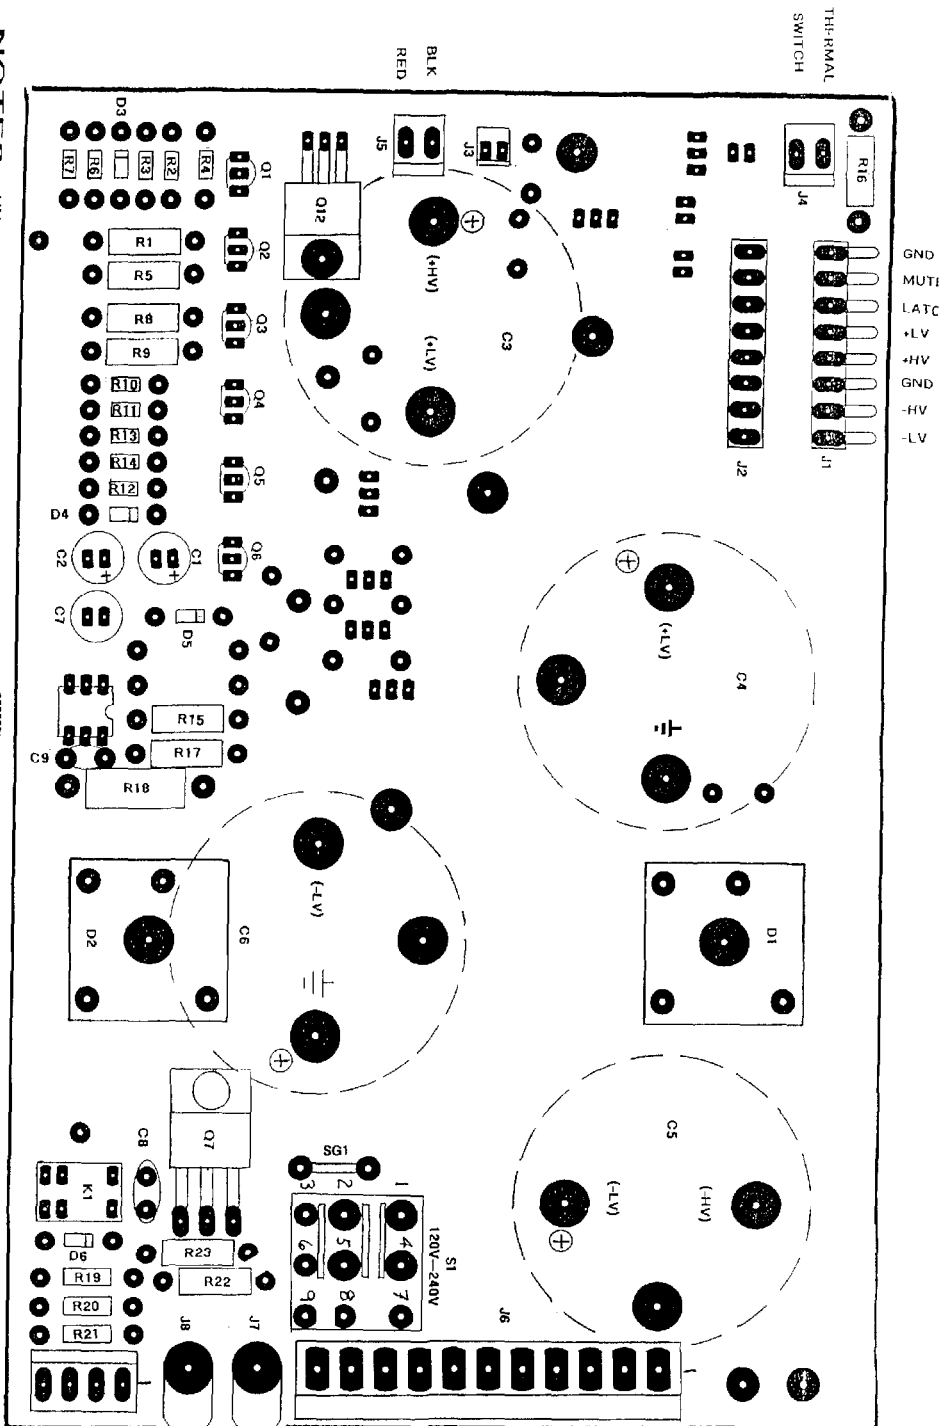 THERMAL
SWITCH
BLK
RED
D3
J5
J3
J4
R16
R7
R6
R3
R2
R4
Q1
Q12
R1
Q2
(+HV)
GND
R5
MUTE
LATC
R8
Q3
+LV
R9
(+LV)
C3
+HV
GND
R10
Q4
-HV
R11
R13
-LV
R14
Q5
J2
J1
R12
D4
C2
C1
Q6
C7
D5
(+LV)
C4
R15
C9
R17
R18
(-LV)
D2
C6
D1
C8
Q7
C5
SG1
K1
3
2
1
(-LV)
(-HV)
6
5
4
D6
R23
S1
120V–240V
R19
R22
9
8
7
R20
J8
J7
J6
R21